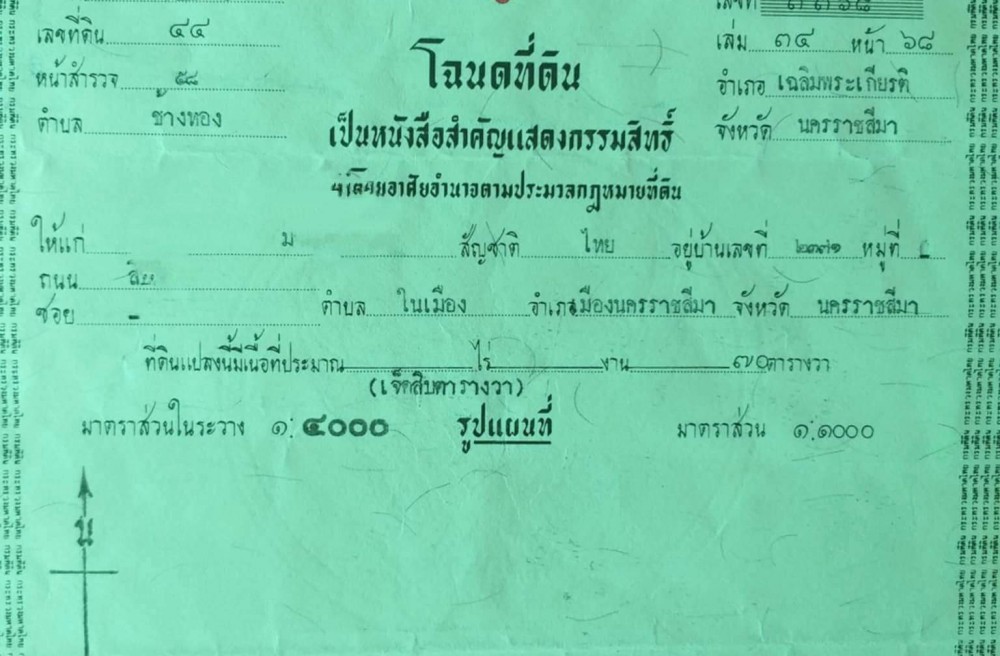 เลขที่ดิน ๔๔ เล่ม ๓๔ หน้า ๖๘
โฉนดที่ดิน
หน้าสำรวจ ๕๘ อำเภอ เฉลิมพระเกียรติ
ตำบล ช้างทอง จังหวัด นครราชสีมา
เป็นหนังสือสำคัญแสดงกรรมสิทธิ์
โดยอาศัยอำนาจตามประมวลกฎหมายที่ดิน
ให้แก่ ม สัญชาติ ไทย อยู่บ้านเลขที่ ๒๓๗๑ หมู่ที่
ถนน
ซอย - ตำบล ในเมือง อำเภอเมืองนครราชสีมา จังหวัด นครราชสีมา
ที่ดินแปลงนี้มีเนื้อที่ประมาณ ไร่ งาน ๗๐ ตารางวา
(เจ็ดสิบตารางวา)
มาตราส่วนในระวาง ๑:๔๐๐๐ รูปแผนที่ มาตราส่วน ๑:๑๐๐๐
น